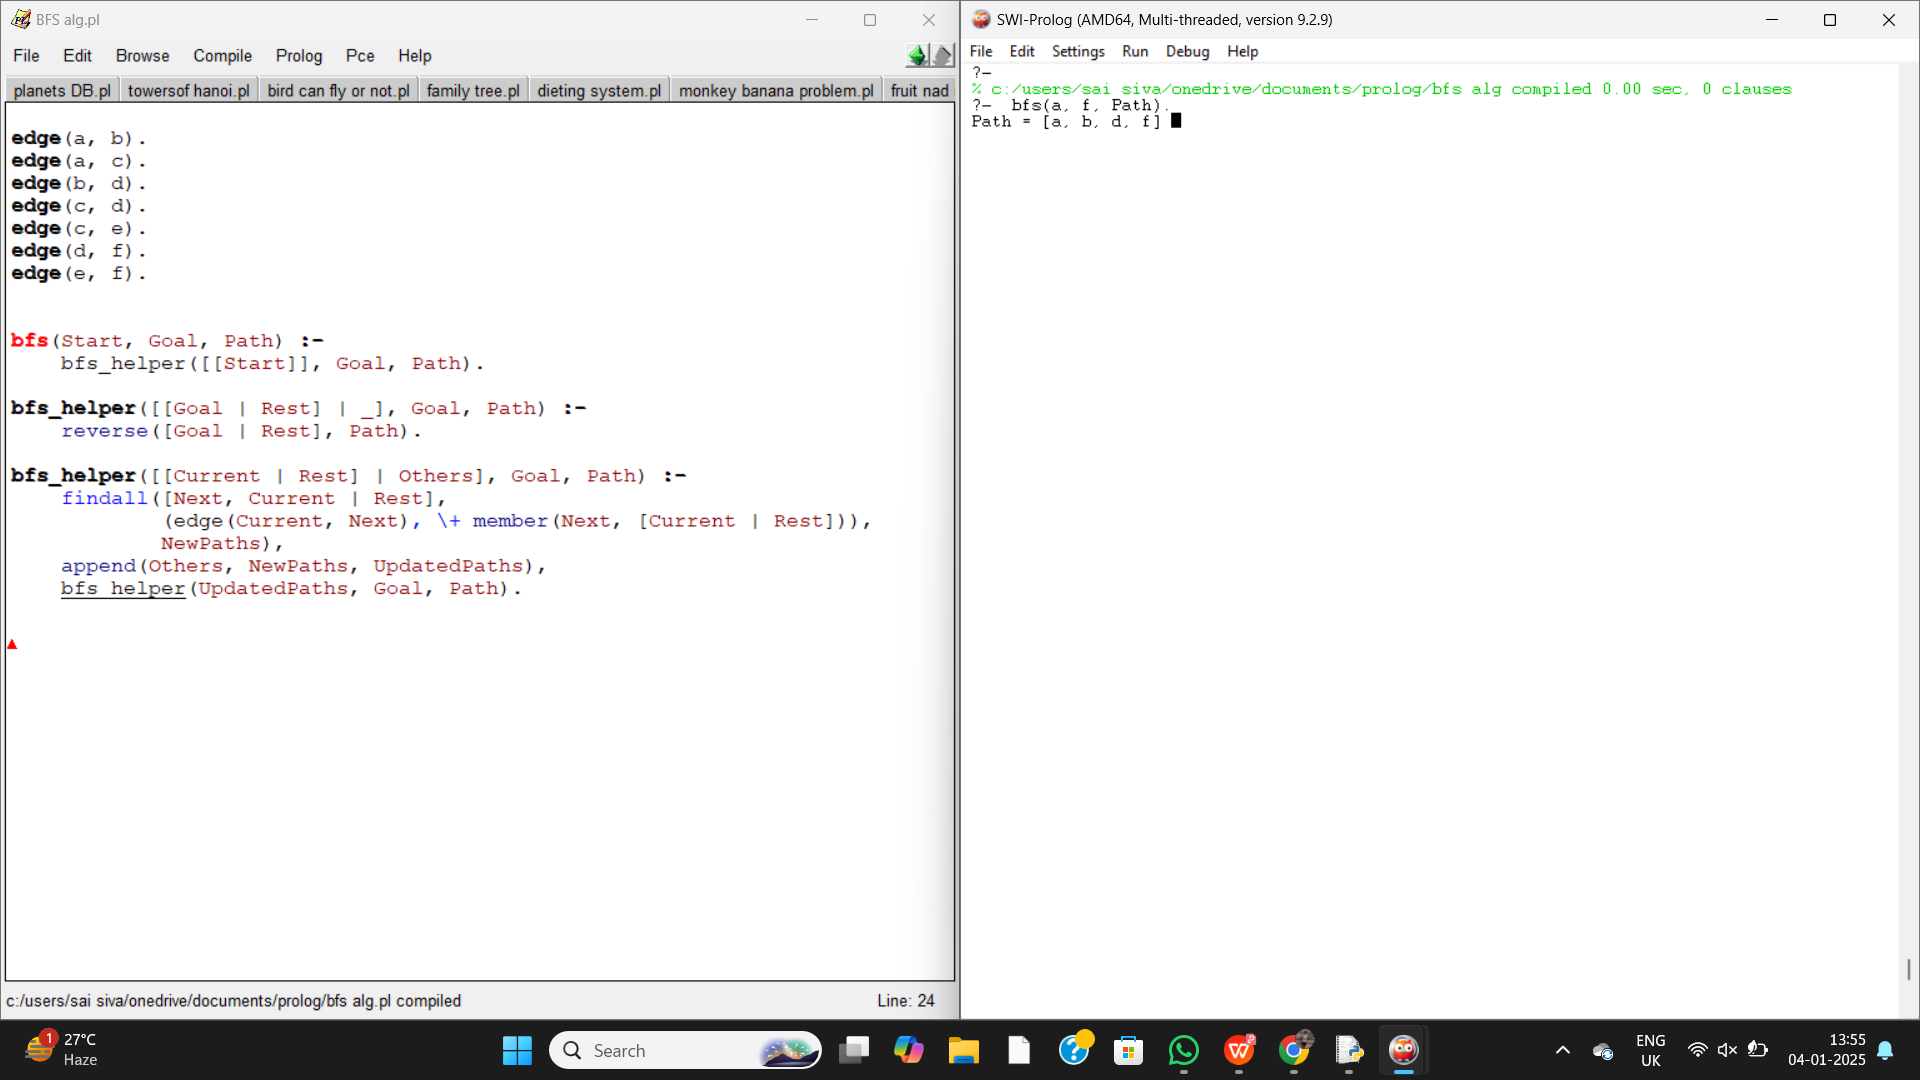 BFS alg.pl
File Edit Browse Compile Prolog Pce Help
planets DB.pl towersof hanoi.pl bird can fly or not.pl family tree.pl dieting system.pl monkey banana problem.pl fruit nad
edge(a, b).
edge(a, c).
edge(b, d).
edge(c, d).
edge(c, e).
edge(d, f).
edge(e, f).
bfs(Start, Goal, Path) :-
    bfs_helper([[Start]], Goal, Path).
bfs_helper([[Goal | Rest] | _], Goal, Path) :-
    reverse([Goal | Rest], Path).
bfs_helper([[Current | Rest] | Others], Goal, Path) :-
    findall([Next, Current | Rest],
            (edge(Current, Next), \+ member(Next, [Current | Rest])),
            NewPaths),
    append(Others, NewPaths, UpdatedPaths),
    bfs_helper(UpdatedPaths, Goal, Path).
c:/users/sai siva/onedrive/documents/prolog/bfs alg.pl compiled
Line: 24
SWI-Prolog (AMD64, Multi-threaded, version 9.2.9)
File Edit Settings Run Debug Help
?-
% c:/users/sai siva/onedrive/documents/prolog/bfs alg compiled 0.00 sec, 0 clauses
?-  bfs(a, f, Path).
Path = [a, b, d, f]
1
27°C
Haze
Search
ENG
UK
13:55
04-01-2025